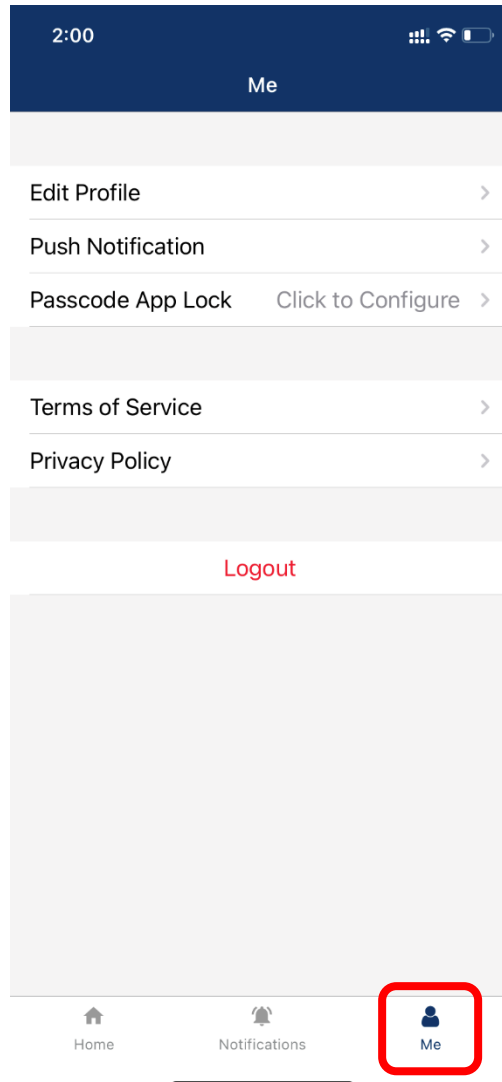 2:00
Me
Edit Profile
Push Notification
Passcode App Lock Click to Configure
Terms of Service
Privacy Policy
Logout
Home Notifications Me